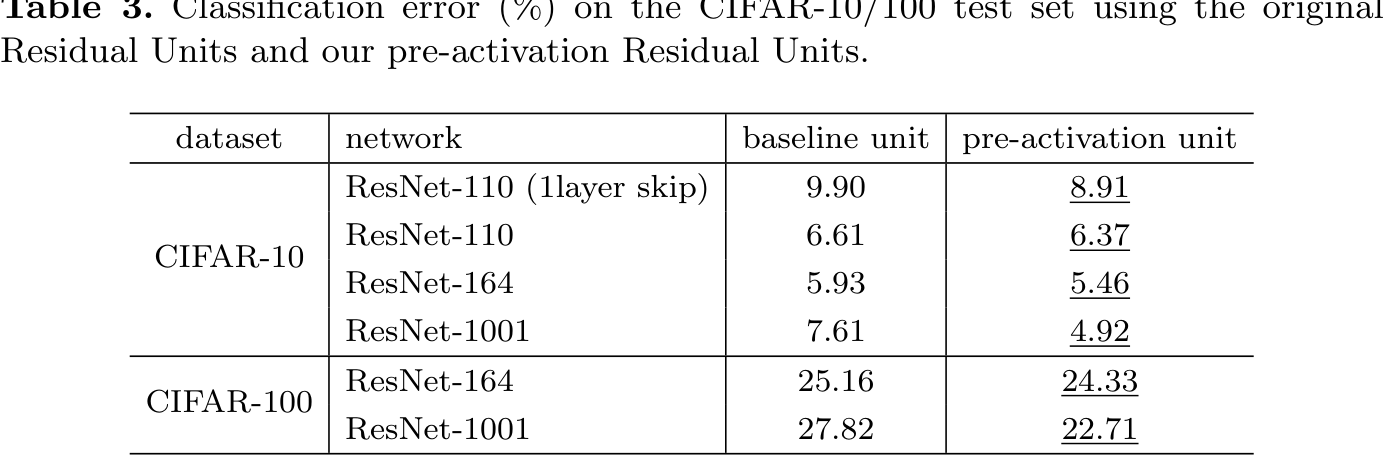 Table 3. Classification error (%) on the CIFAR-10/100 test set using the original
Residual Units and our pre-activation Residual Units.
dataset network baseline unit pre-activation unit
CIFAR-10
ResNet-110 (1layer skip) 9.90 8.91
ResNet-110 6.61 6.37
ResNet-164 5.93 5.46
ResNet-1001 7.61 4.92
CIFAR-100
ResNet-164 25.16 24.33
ResNet-1001 27.82 22.71